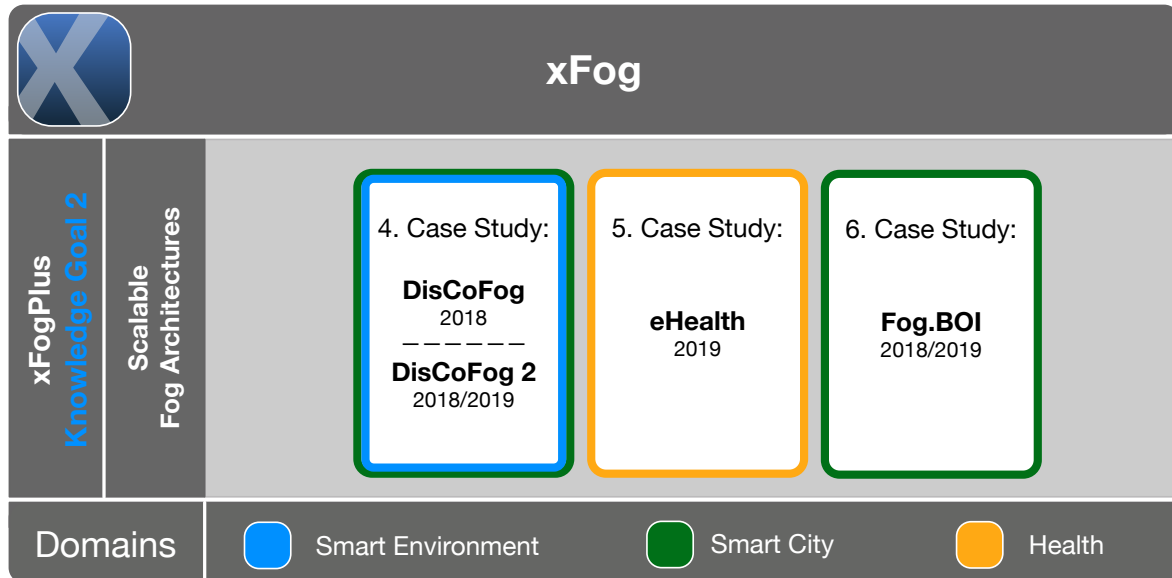 X
xFog
xFogPlus
Knowledge Goal 2
Scalable
Fog Architectures
4. Case Study:
DisCoFog
2018
––––––
DisCoFog 2
2018/2019
5. Case Study:
eHealth
2019
6. Case Study:
Fog.BOI
2018/2019
Domains
Smart Environment
Smart City
Health